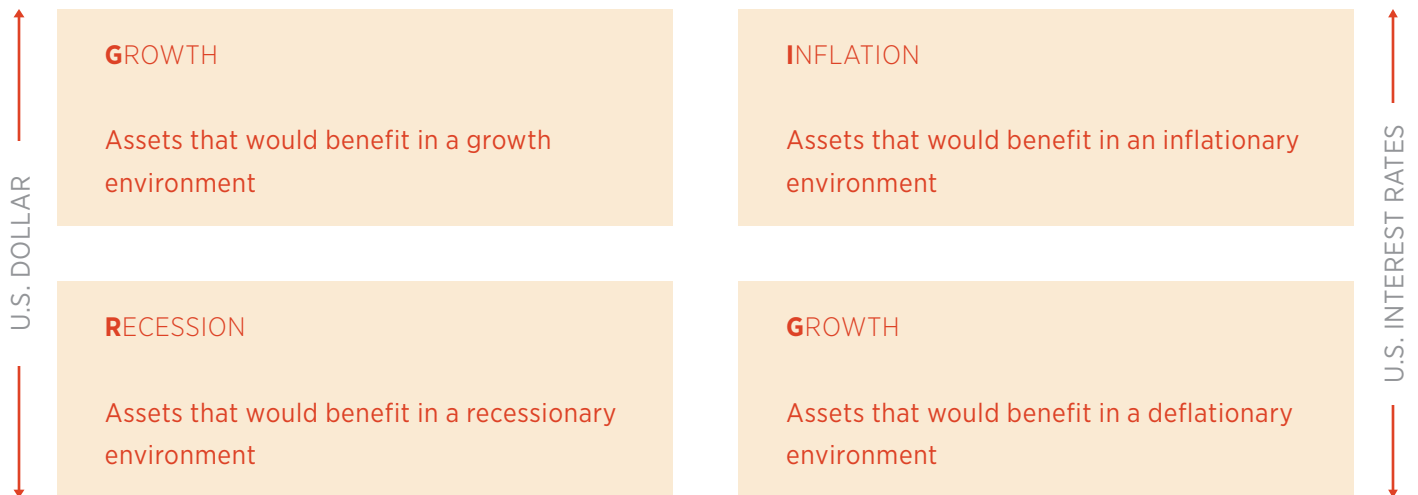 U.S. DOLLAR
GROWTH
Assets that would benefit in a growth
environment
INFLATION
Assets that would benefit in an inflationary
environment
RECESSION
Assets that would benefit in a recessionary
environment
GROWTH
Assets that would benefit in a deflationary
environment
U.S. INTEREST RATES